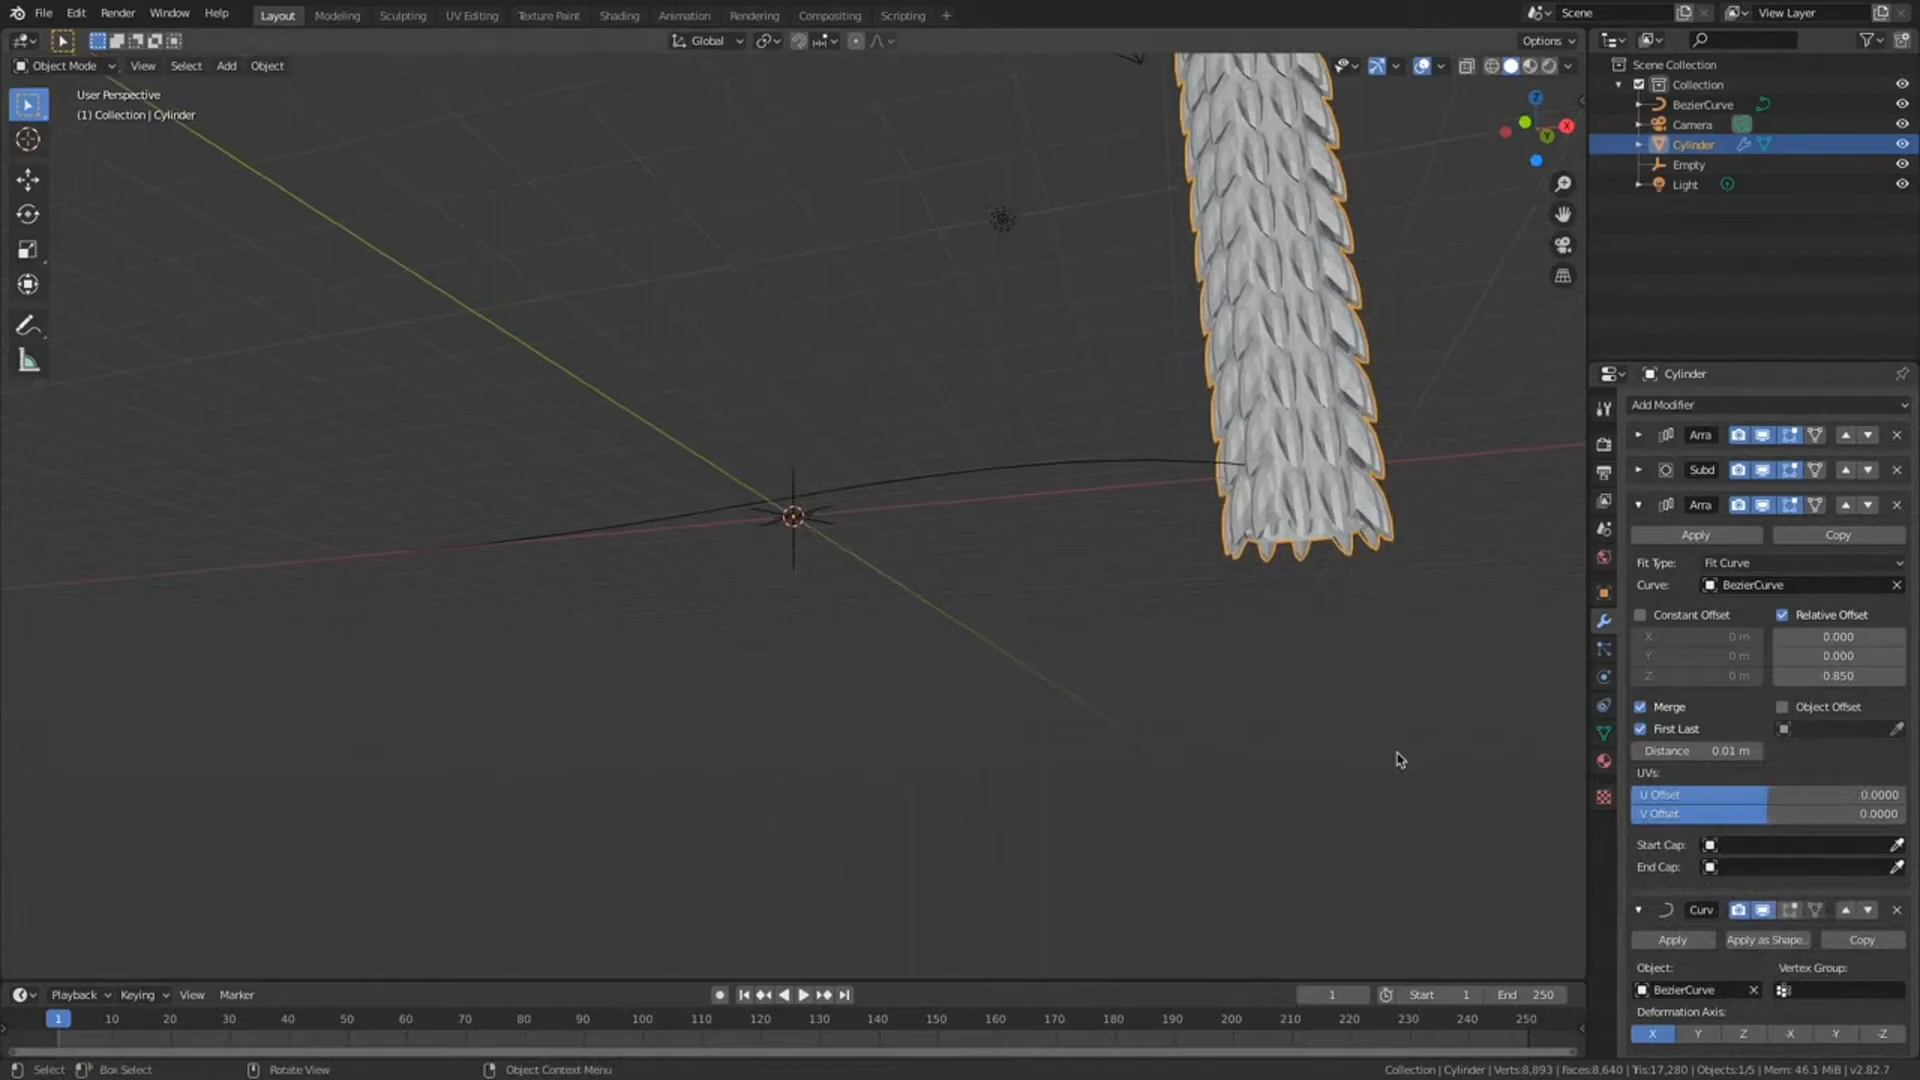 File Edit Render Window Help Layout Modeling Sculpting UV Editing Texture Paint Shading Animation Rendering Compositing Scripting + Scene View Layer
Global Options
Object Mode View Select Add Object
User Perspective
(1) Collection | Cylinder
Z
X
Y
Scene Collection
Collection
BezierCurve
Camera
Cylinder
Empty
Light
Cylinder
Add Modifier
Arra
Subd
Arra
Apply Copy
Fit Type: Fit Curve
Curve: BezierCurve
Constant Offset Relative Offset
X 0 m 0.000
Y 0 m 0.000
Z 0 m 0.850
Merge Object Offset
First Last
Distance 0.01 m
UVs:
U Offset 0.0000
V Offset 0.0000
Start Cap:
End Cap:
Curv
Apply Apply as Shape.. Copy
Object: Vertex Group:
BezierCurve
Deformation Axis:
X Y Z -X -Y -Z
Playback Keying View Marker 1 Start 1 End 250
1 10 20 30 40 50 60 70 80 90 100 110 120 130 140 150 160 170 180 190 200 210 220 230 240 250
Select Box Select Rotate View Object Context Menu Collection | Cylinder | Verts:8,893 | Faces:8,640 | Tris:17,280 | Objects:1/5 | Mem: 46.1 MiB | v2.82.7